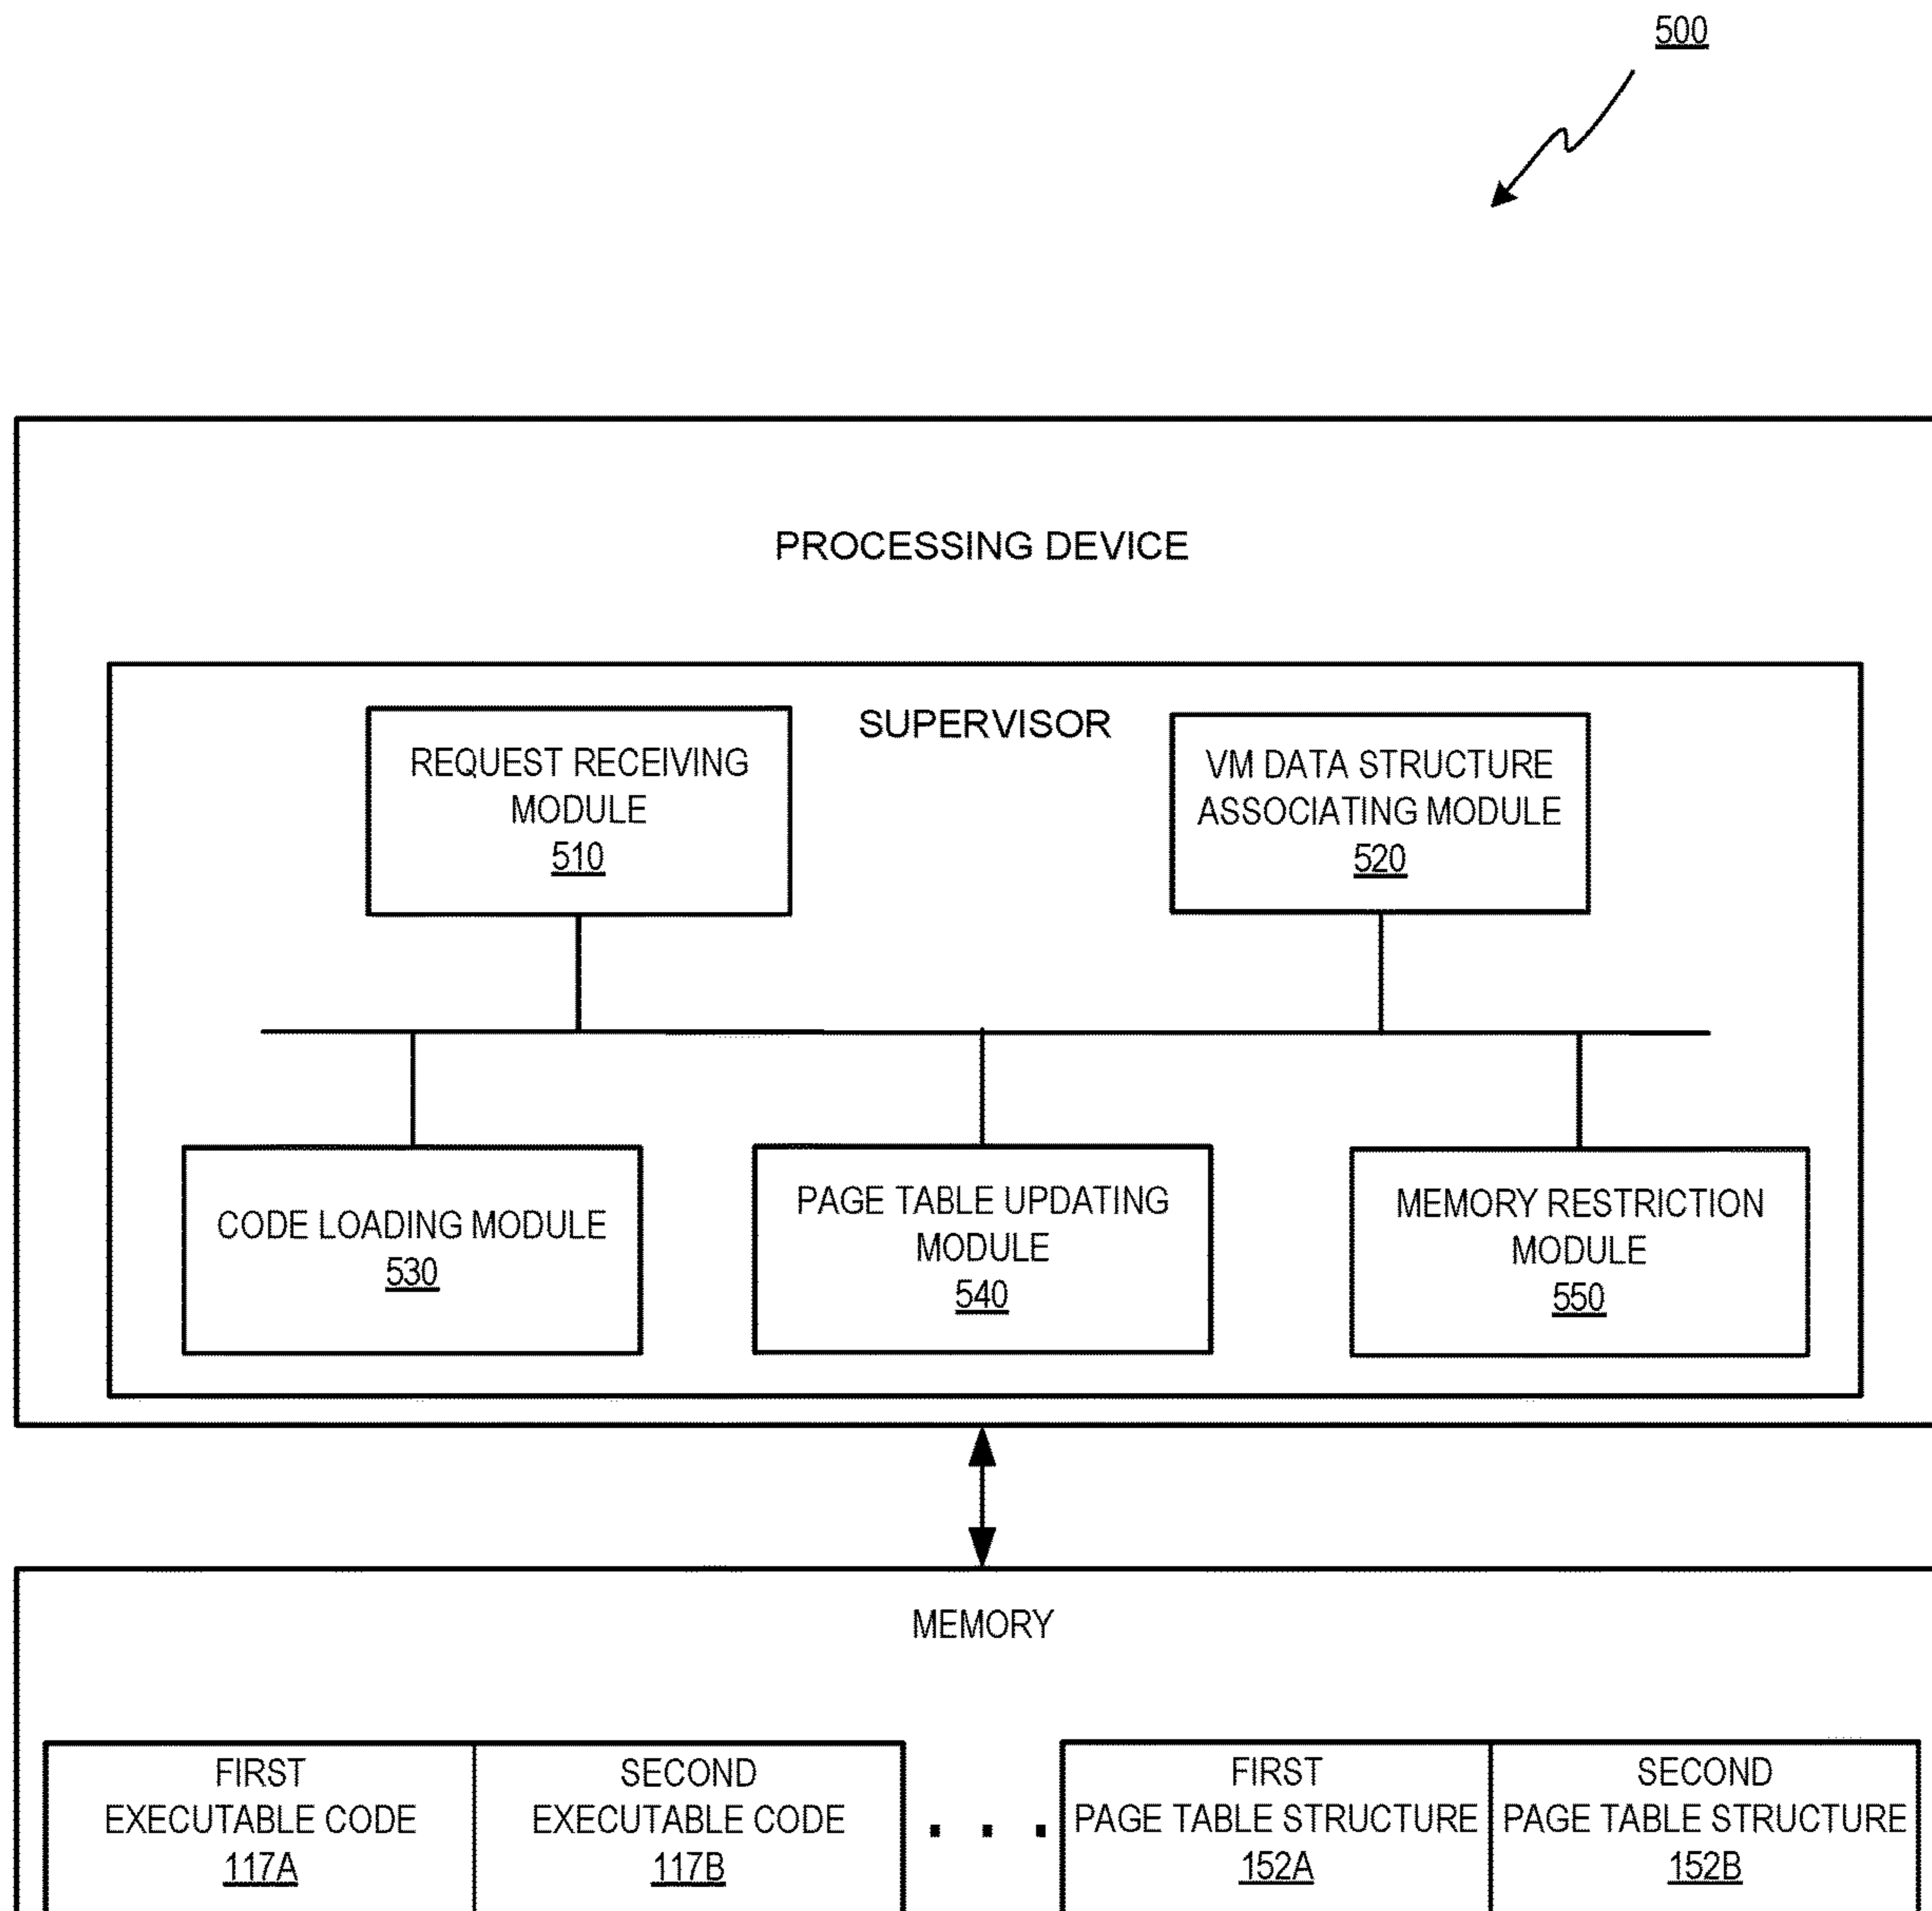 500
PROCESSING DEVICE
SUPERVISOR
REQUEST RECEIVING
MODULE
510
VM DATA STRUCTURE
ASSOCIATING MODULE
520
CODE LOADING MODULE
530
PAGE TABLE UPDATING
MODULE
540
MEMORY RESTRICTION
MODULE
550
MEMORY
FIRST
EXECUTABLE CODE
117A
SECOND
EXECUTABLE CODE
117B
. . .
FIRST
PAGE TABLE STRUCTURE
152A
SECOND
PAGE TABLE STRUCTURE
152B